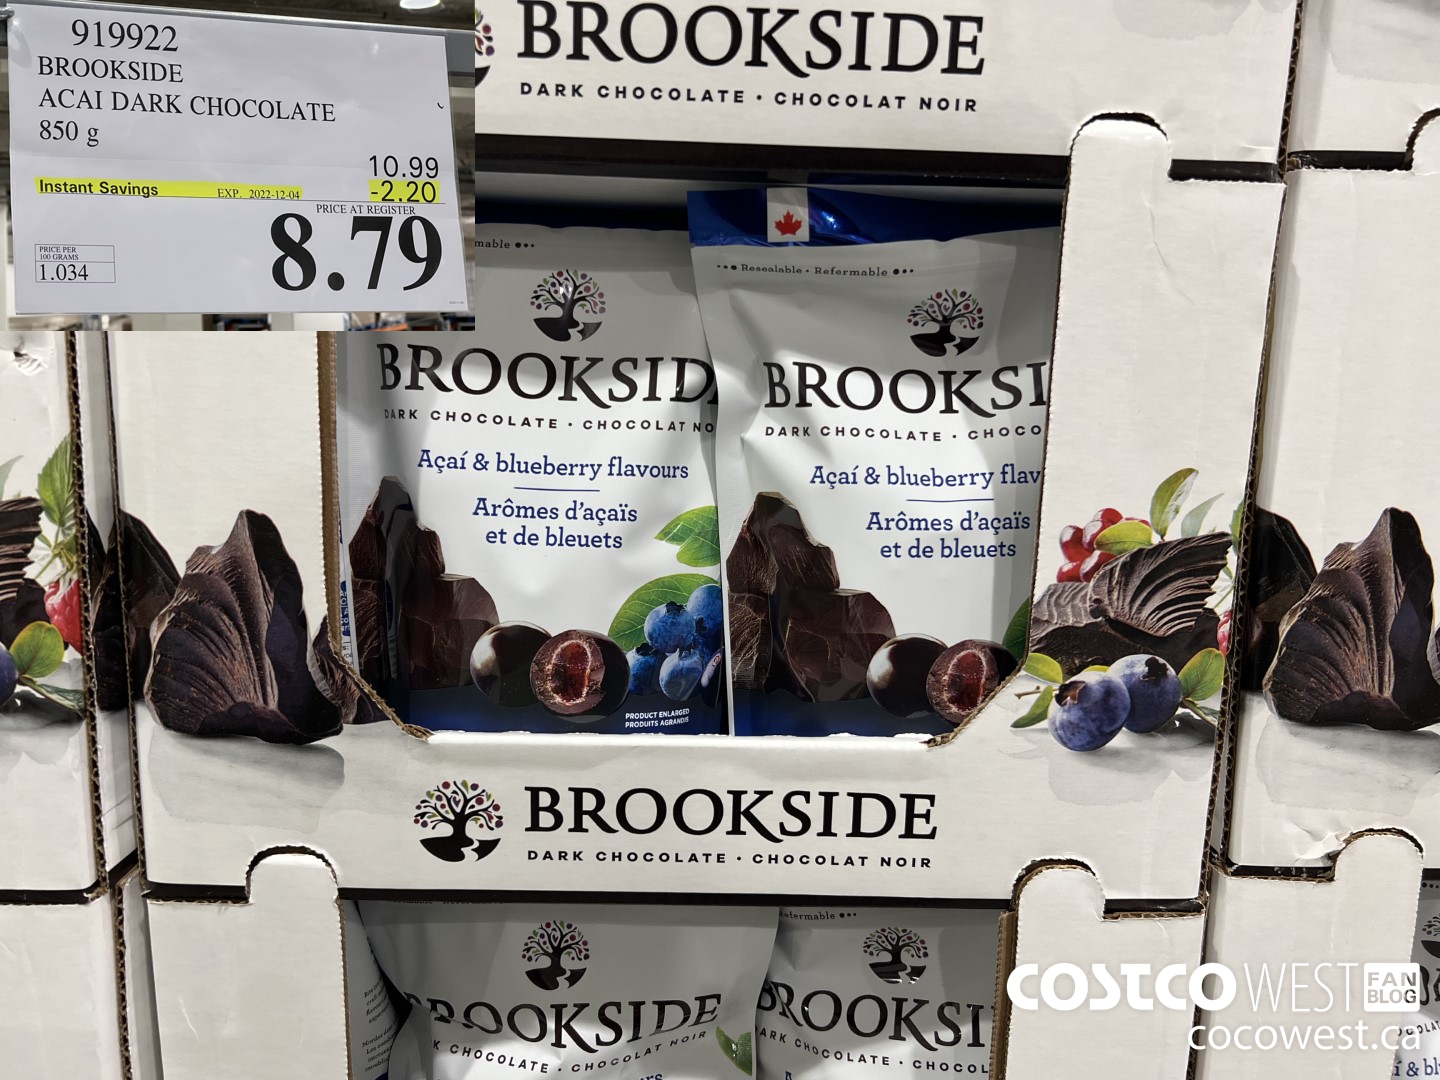 919922
BROOKSIDE
ACAI DARK CHOCOLATE
850 g
10.99
Instant Savings EXP. 2022-12-04 -2.20
PRICE AT REGISTER
8.79
PRICE PER
100 GRAMS
1.034
BROOKSIDE
DARK CHOCOLATE • CHOCOLAT NOIR
mable
BROOKSID
DARK CHOCOLATE • CHOCOLAT NO
Açaí & blueberry flavours
Arômes d'açaïs
et de bleuets
PRODUCT ENLARGED
PRODUITS AGRANDIS
Resealable • Refermable
BROOKSI
DARK CHOCOLATE • CHOCO
Açaí & blueberry flav
Arômes d'açaïs
et de bleuets
BROOKSIDE
DARK CHOCOLATE • CHOCOLAT NOIR
BROOKSIDE
DARK CHOCOLATE • CHOCOLAT NOIR
efermable
BROOKSI
DARK CHOCOLATE • CHOCOL
COSTCO WEST FAN BLOG
cocowest.ca